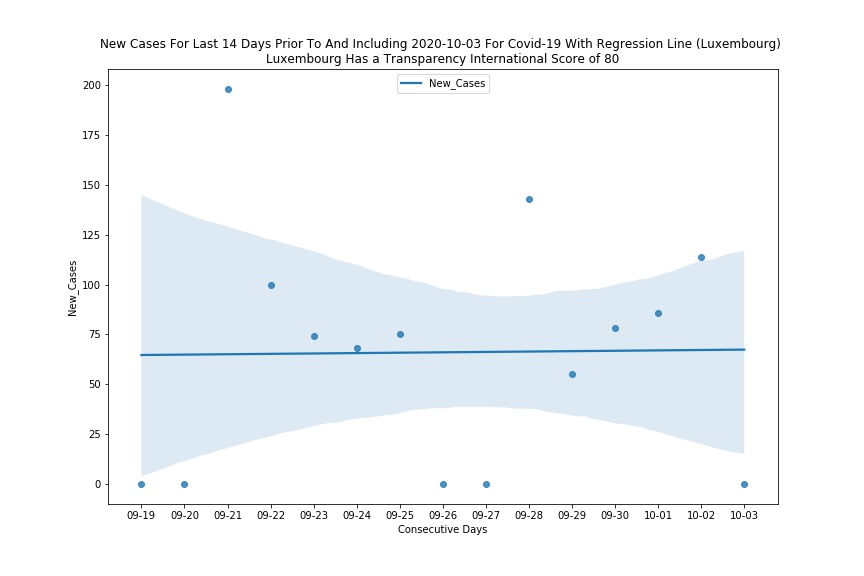 New Cases For Last 14 Days Prior To And Including 2020-10-03 For Covid-19 With Regression Line (Luxembourg)
Luxembourg Has a Transparency International Score of 80
New_Cases
200
175
150
125
100
75
50
25
0
New_Cases
09-19 09-20 09-21 09-22 09-23 09-24 09-25 09-26 09-27 09-28 09-29 09-30 10-01 10-02 10-03
Consecutive Days